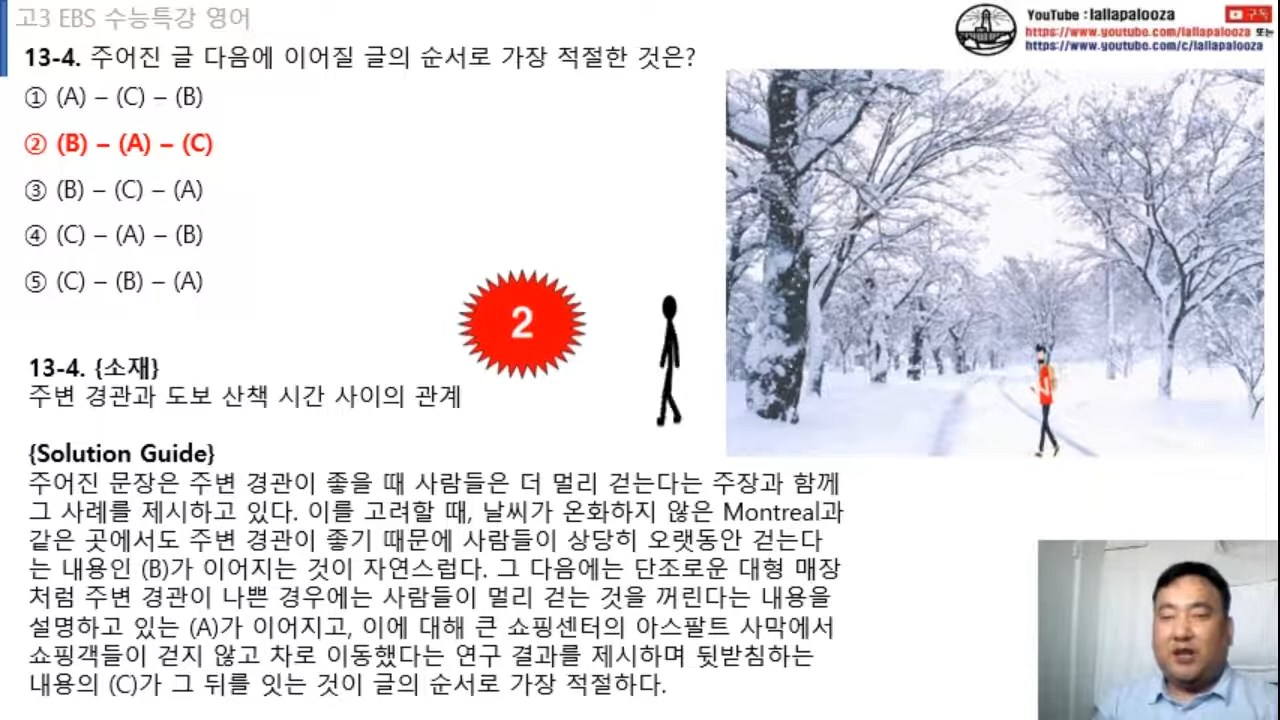 고3 EBS 수능특강 영어
YouTube : lallapalooza
구독
https://www.youtube.com/lallapalooza 또는
https://www.youtube.com/c/lallapalooza
13-4. 주어진 글 다음에 이어질 글의 순서로 가장 적절한 것은?
① (A) – (C) – (B)
② (B) – (A) – (C)
③ (B) – (C) – (A)
④ (C) – (A) – (B)
⑤ (C) – (B) – (A)
2
13-4. {소재}
주변 경관과 도보 산책 시간 사이의 관계
{Solution Guide}
주어진 문장은 주변 경관이 좋을 때 사람들은 더 멀리 걷는다는 주장과 함께
그 사례를 제시하고 있다. 이를 고려할 때, 날씨가 온화하지 않은 Montreal과
같은 곳에서도 주변 경관이 좋기 때문에 사람들이 상당히 오랫동안 걷는다
는 내용인 (B)가 이어지는 것이 자연스럽다. 그 다음에는 단조로운 대형 매장
처럼 주변 경관이 나쁜 경우에는 사람들이 멀리 걷는 것을 꺼린다는 내용을
설명하고 있는 (A)가 이어지고, 이에 대해 큰 쇼핑센터의 아스팔트 사막에서
쇼핑객들이 걷지 않고 차로 이동했다는 연구 결과를 제시하며 뒷받침하는
내용의 (C)가 그 뒤를 잇는 것이 글의 순서로 가장 적절하다.